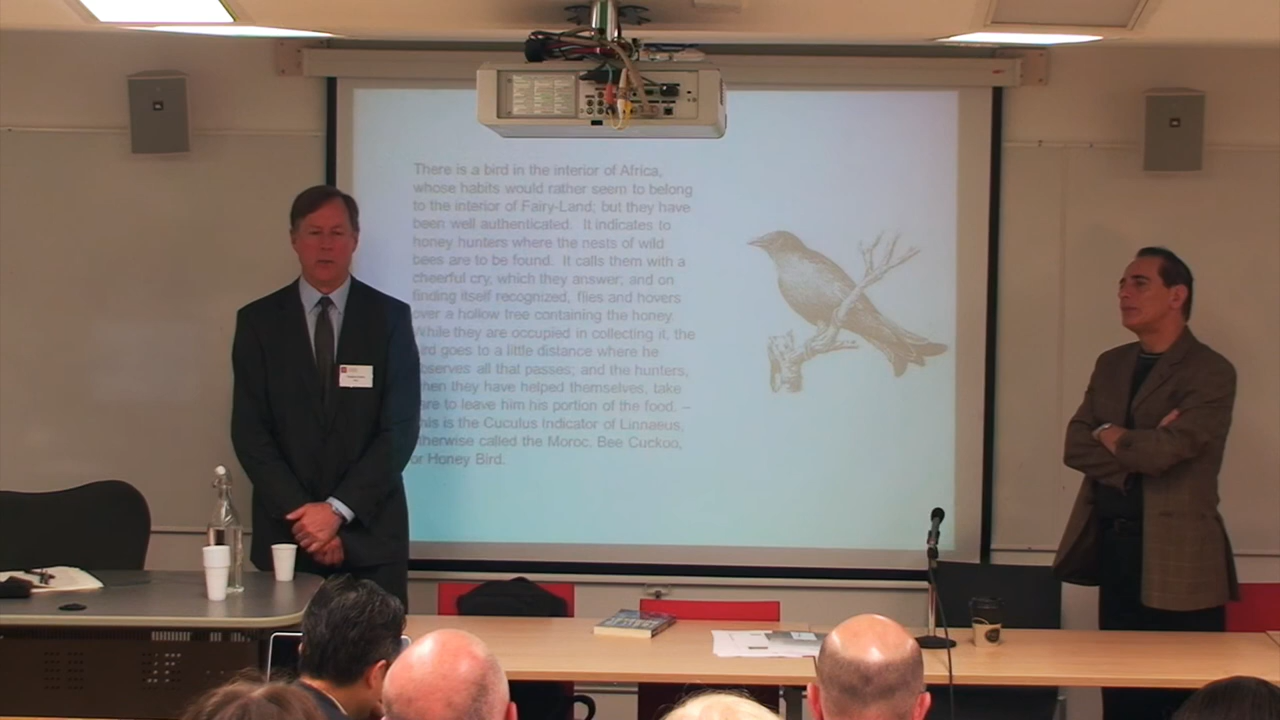 There is a bird in the interior of Africa,
whose habits would rather seem to belong
to the interior of Fairy-Land; but they have
been well authenticated. It indicates to
honey hunters where the nests of wild
bees are to be found. It calls them with a
cheerful cry, which they answer; and on
finding itself recognized, flies and hovers
over a hollow tree containing the honey.
While they are occupied in collecting it, the
bird goes to a little distance where he
observes all that passes; and the hunters,
when they have helped themselves, take
care to leave him his portion of the food. –
This is the Cuculus Indicator of Linnaeus,
otherwise called the Moroc, Bee Cuckoo,
or Honey Bird.